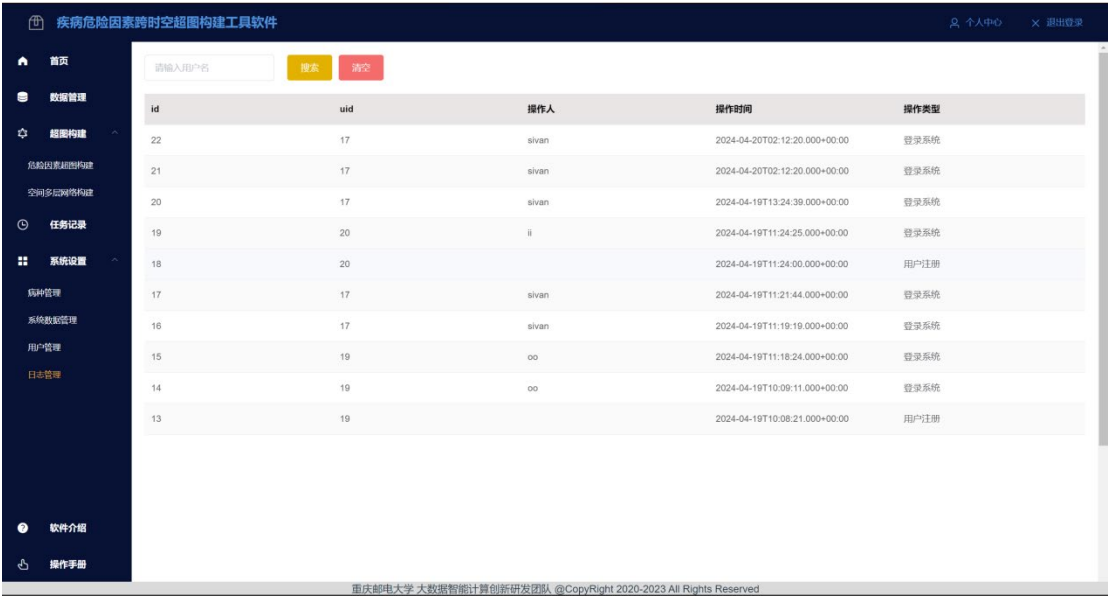 疾病危险因素跨时空超图构建工具软件
个人中心 退出登录
首页
数据管理
超图构建
危险因素超图构建
空间多层网络构建
任务记录
系统设置
病种管理
系统数据管理
用户管理
日志管理
软件介绍
操作手册
请输入用户名 搜索 清空
id uid 操作人 操作时间 操作类型
22 17 sivan 2024-04-20T02:12:20.000+00:00 登录系统
21 17 sivan 2024-04-20T02:12:20.000+00:00 登录系统
20 17 sivan 2024-04-19T13:24:39.000+00:00 登录系统
19 20 ii 2024-04-19T11:24:25.000+00:00 登录系统
18 20 2024-04-19T11:24:00.000+00:00 用户注册
17 17 sivan 2024-04-19T11:21:44.000+00:00 登录系统
16 17 sivan 2024-04-19T11:19:19.000+00:00 登录系统
15 19 oo 2024-04-19T11:18:24.000+00:00 登录系统
14 19 oo 2024-04-19T10:09:11.000+00:00 登录系统
13 19 2024-04-19T10:08:21.000+00:00 用户注册
重庆邮电大学 大数据智能计算创新研发团队 @CopyRight 2020-2023 All Rights Reserved